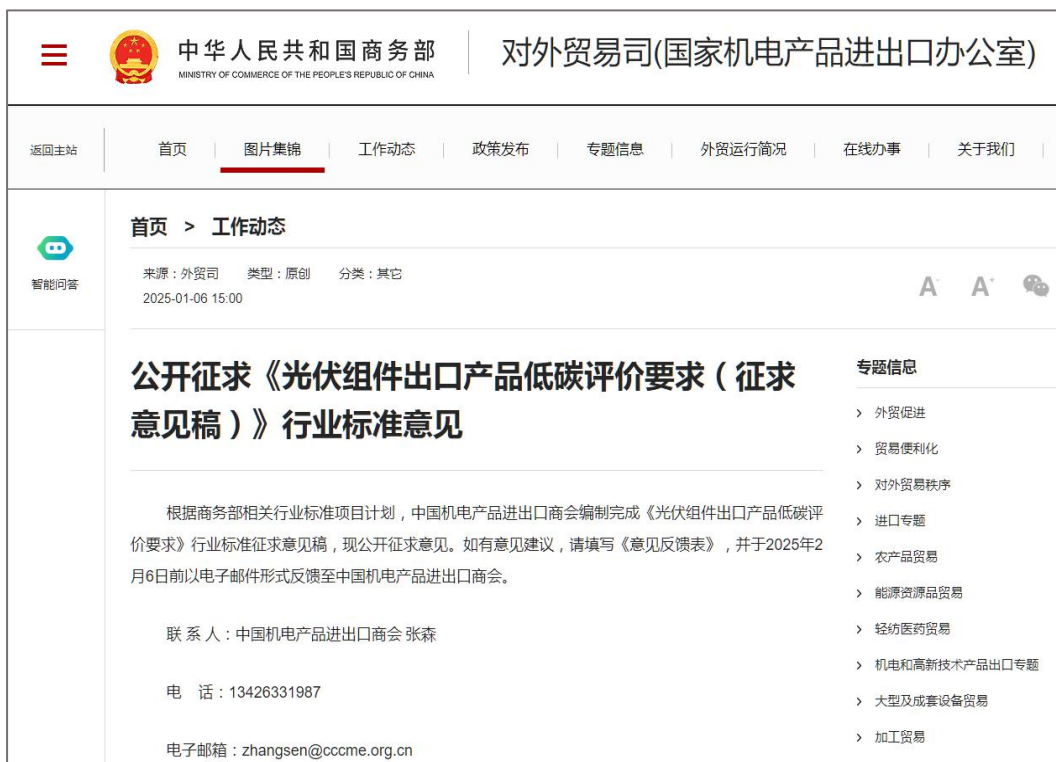 中华人民共和国商务部
MINISTRY OF COMMERCE OF THE PEOPLE'S REPUBLIC OF CHINA
对外贸易司(国家机电产品进出口办公室)
返回主站
首页
图片集锦
工作动态
政策发布
专题信息
外贸运行简况
在线办事
关于我们
智能问答
首页 > 工作动态
来源：外贸司 类型：原创 分类：其它
2025-01-06 15:00
A- A+
公开征求《光伏组件出口产品低碳评价要求（征求
意见稿）》行业标准意见
根据商务部相关行业标准项目计划，中国机电产品进出口商会编制完成《光伏组件出口产品低碳评
价要求》行业标准征求意见稿，现公开征求意见。如有意见建议，请填写《意见反馈表》，并于2025年2
月6日前以电子邮件形式反馈至中国机电产品进出口商会。
联 系 人：中国机电产品进出口商会 张森
电 话：13426331987
电子邮箱：zhangsen@cccme.org.cn
专题信息
> 外贸促进
> 贸易便利化
> 对外贸易秩序
> 进口专题
> 农产品贸易
> 能源资源品贸易
> 轻纺医药贸易
> 机电和高新技术产品出口专题
> 大型及成套设备贸易
> 加工贸易